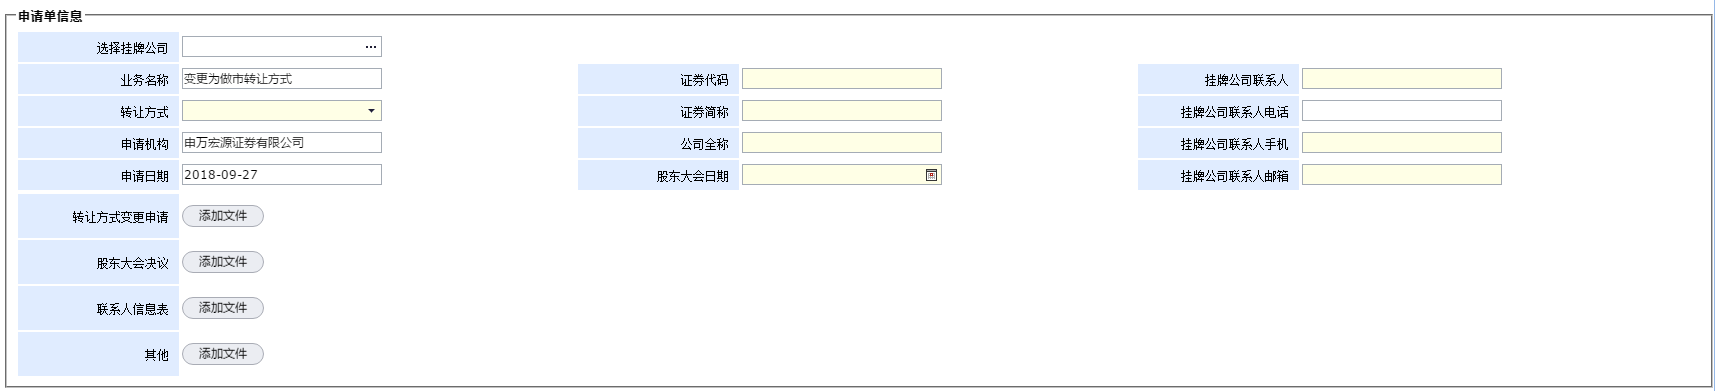 申请单信息
选择挂牌公司 ...
业务名称 变更为做市转让方式 证券代码 挂牌公司联系人
转让方式 证券简称 挂牌公司联系人电话
申请机构 申万宏源证券有限公司 公司全称 挂牌公司联系人手机
申请日期 2018-09-27 股东大会日期 挂牌公司联系人邮箱
转让方式变更申请 添加文件
股东大会决议 添加文件
联系人信息表 添加文件
其他 添加文件